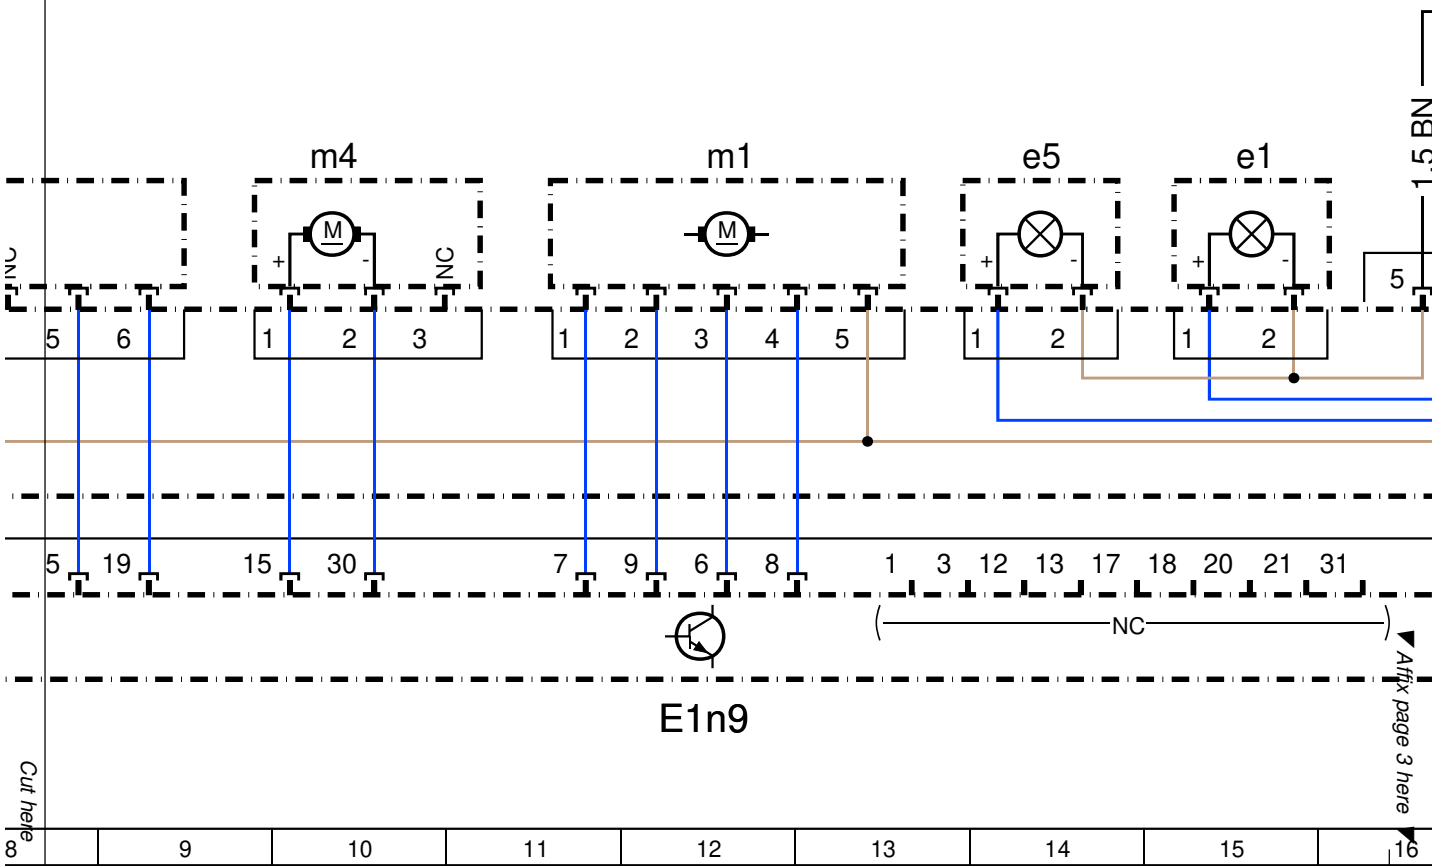 1.5 BN
m4 m1 e5 e1
M M
NC + - NC + - + - 5
5 6 1 2 3 1 2 3 4 5 1 2 1 2
5 19 15 30 7 9 6 8 1 3 12 13 17 18 20 21 31
NC
E1n9
Affix page 3 here
Cut here
8 9 10 11 12 13 14 15 16